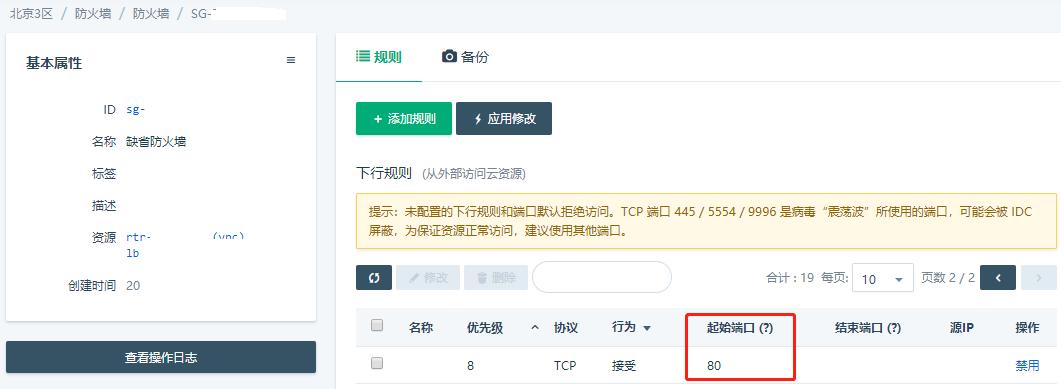 北京3区 / 防火墙 / 防火墙 / SG-
基本属性
ID sg-
名称 缺省防火墙
标签
描述
资源 rtr- (vpc)
lb
创建时间 20
查看操作日志
规则 备份
+ 添加规则 应用修改
下行规则 (从外部访问云资源)
提示：未配置的下行规则和端口默认拒绝访问。TCP 端口 445 / 5554 / 9996 是病毒“震荡波”所使用的端口，可能会被 IDC
屏蔽，为保证资源正常访问，建议使用其他端口。
修改 删除 合计：19 每页: 10 页数 2 / 2
名称 优先级 协议 行为 起始端口 (?) 结束端口 (?) 源IP 操作
8 TCP 接受 80 禁用